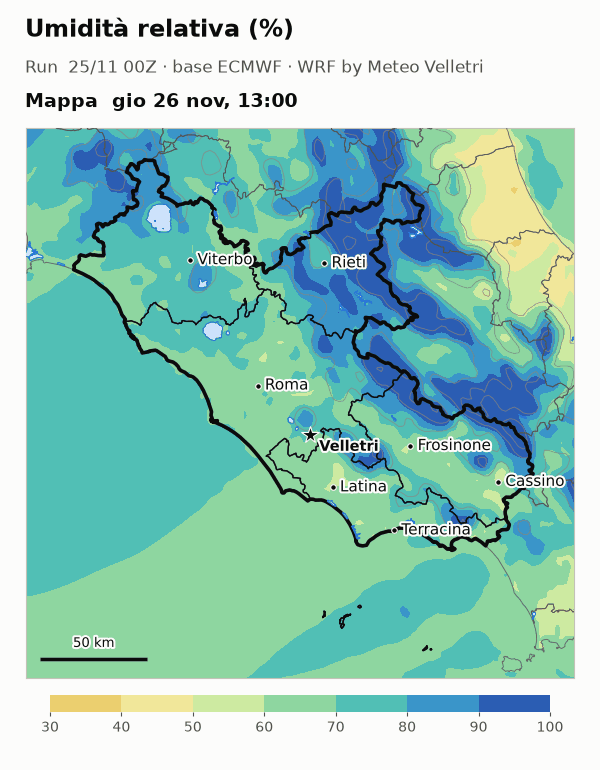 Umidità relativa (%)
Run  25/11 00Z · base ECMWF · WRF by Meteo Velletri
Mappa  gio 26 nov, 13:00
Viterbo
Rieti
Roma
Velletri
Frosinone
Cassino
Latina
Terracina
50 km
30 40 50 60 70 80 90 100